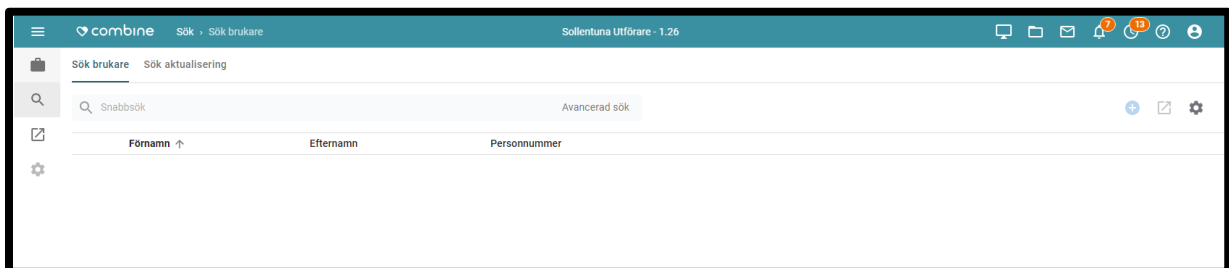 combine Sök › Sök brukare Sollentuna Utförare - 1.26 7 13
Sök brukare Sök aktualisering
Snabbsök Avancerad sök
Förnamn ↑ Efternamn Personnummer